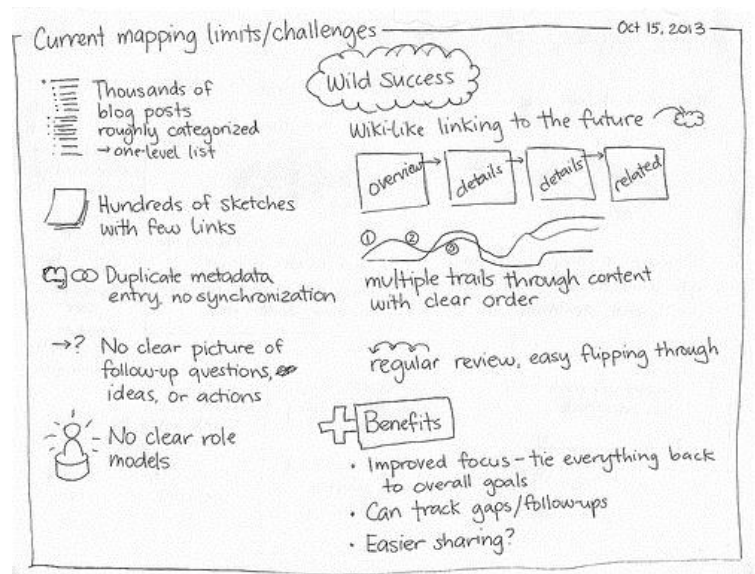 Current mapping limits/challenges
Oct 15, 2013
Thousands of
blog posts
roughly categorized
→ one-level list
Hundreds of sketches
with few links
Duplicate metadata
entry, no synchronization
→? No clear picture of
follow-up questions,
ideas, or actions
No clear role
models
Wild Success
Wiki-like linking to the future
overview → details → details → related
① ② ③
multiple trails through content
with clear order
regular review, easy flipping through
Benefits
• Improved focus - tie everything back
to overall goals
• Can track gaps/follow-ups
• Easier sharing?